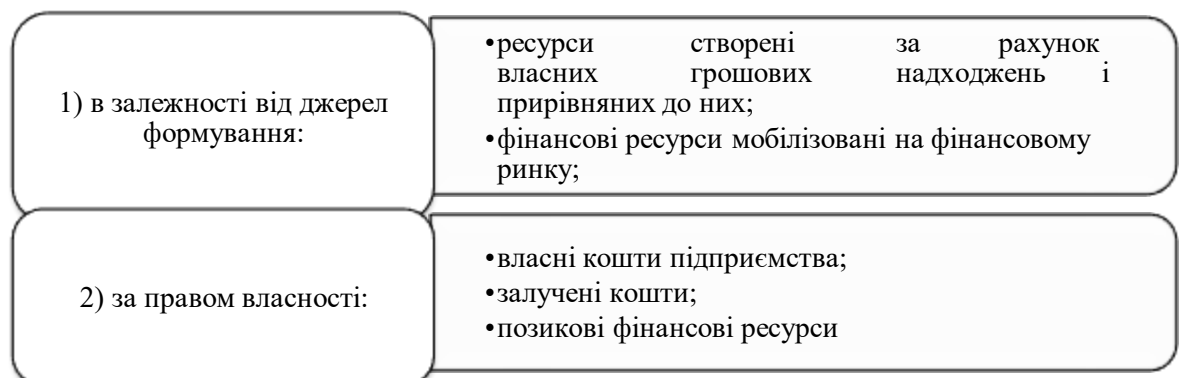 1) в залежності від джерел
формування:
•ресурси створені за рахунок
власних грошових надходжень і
прирівняних до них;
•фінансові ресурси мобілізовані на фінансовому
ринку;
2) за правом власності:
•власні кошти підприємства;
•залучені кошти;
•позикові фінансові ресурси